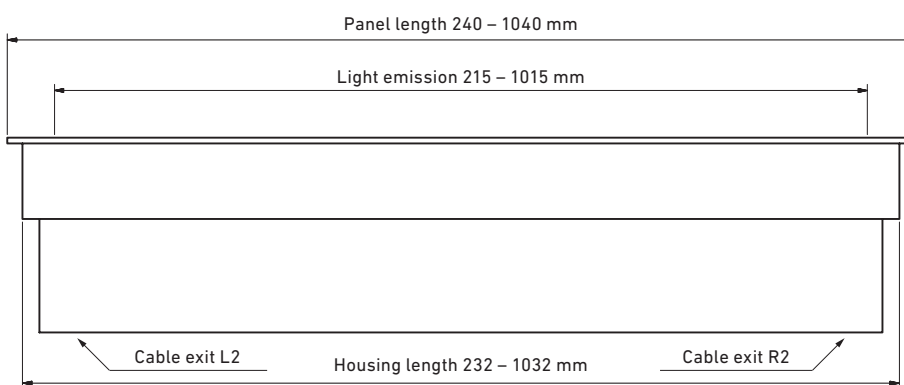 Panel length 240 – 1040 mm
Light emission 215 – 1015 mm
Cable exit L2
Housing length 232 – 1032 mm
Cable exit R2